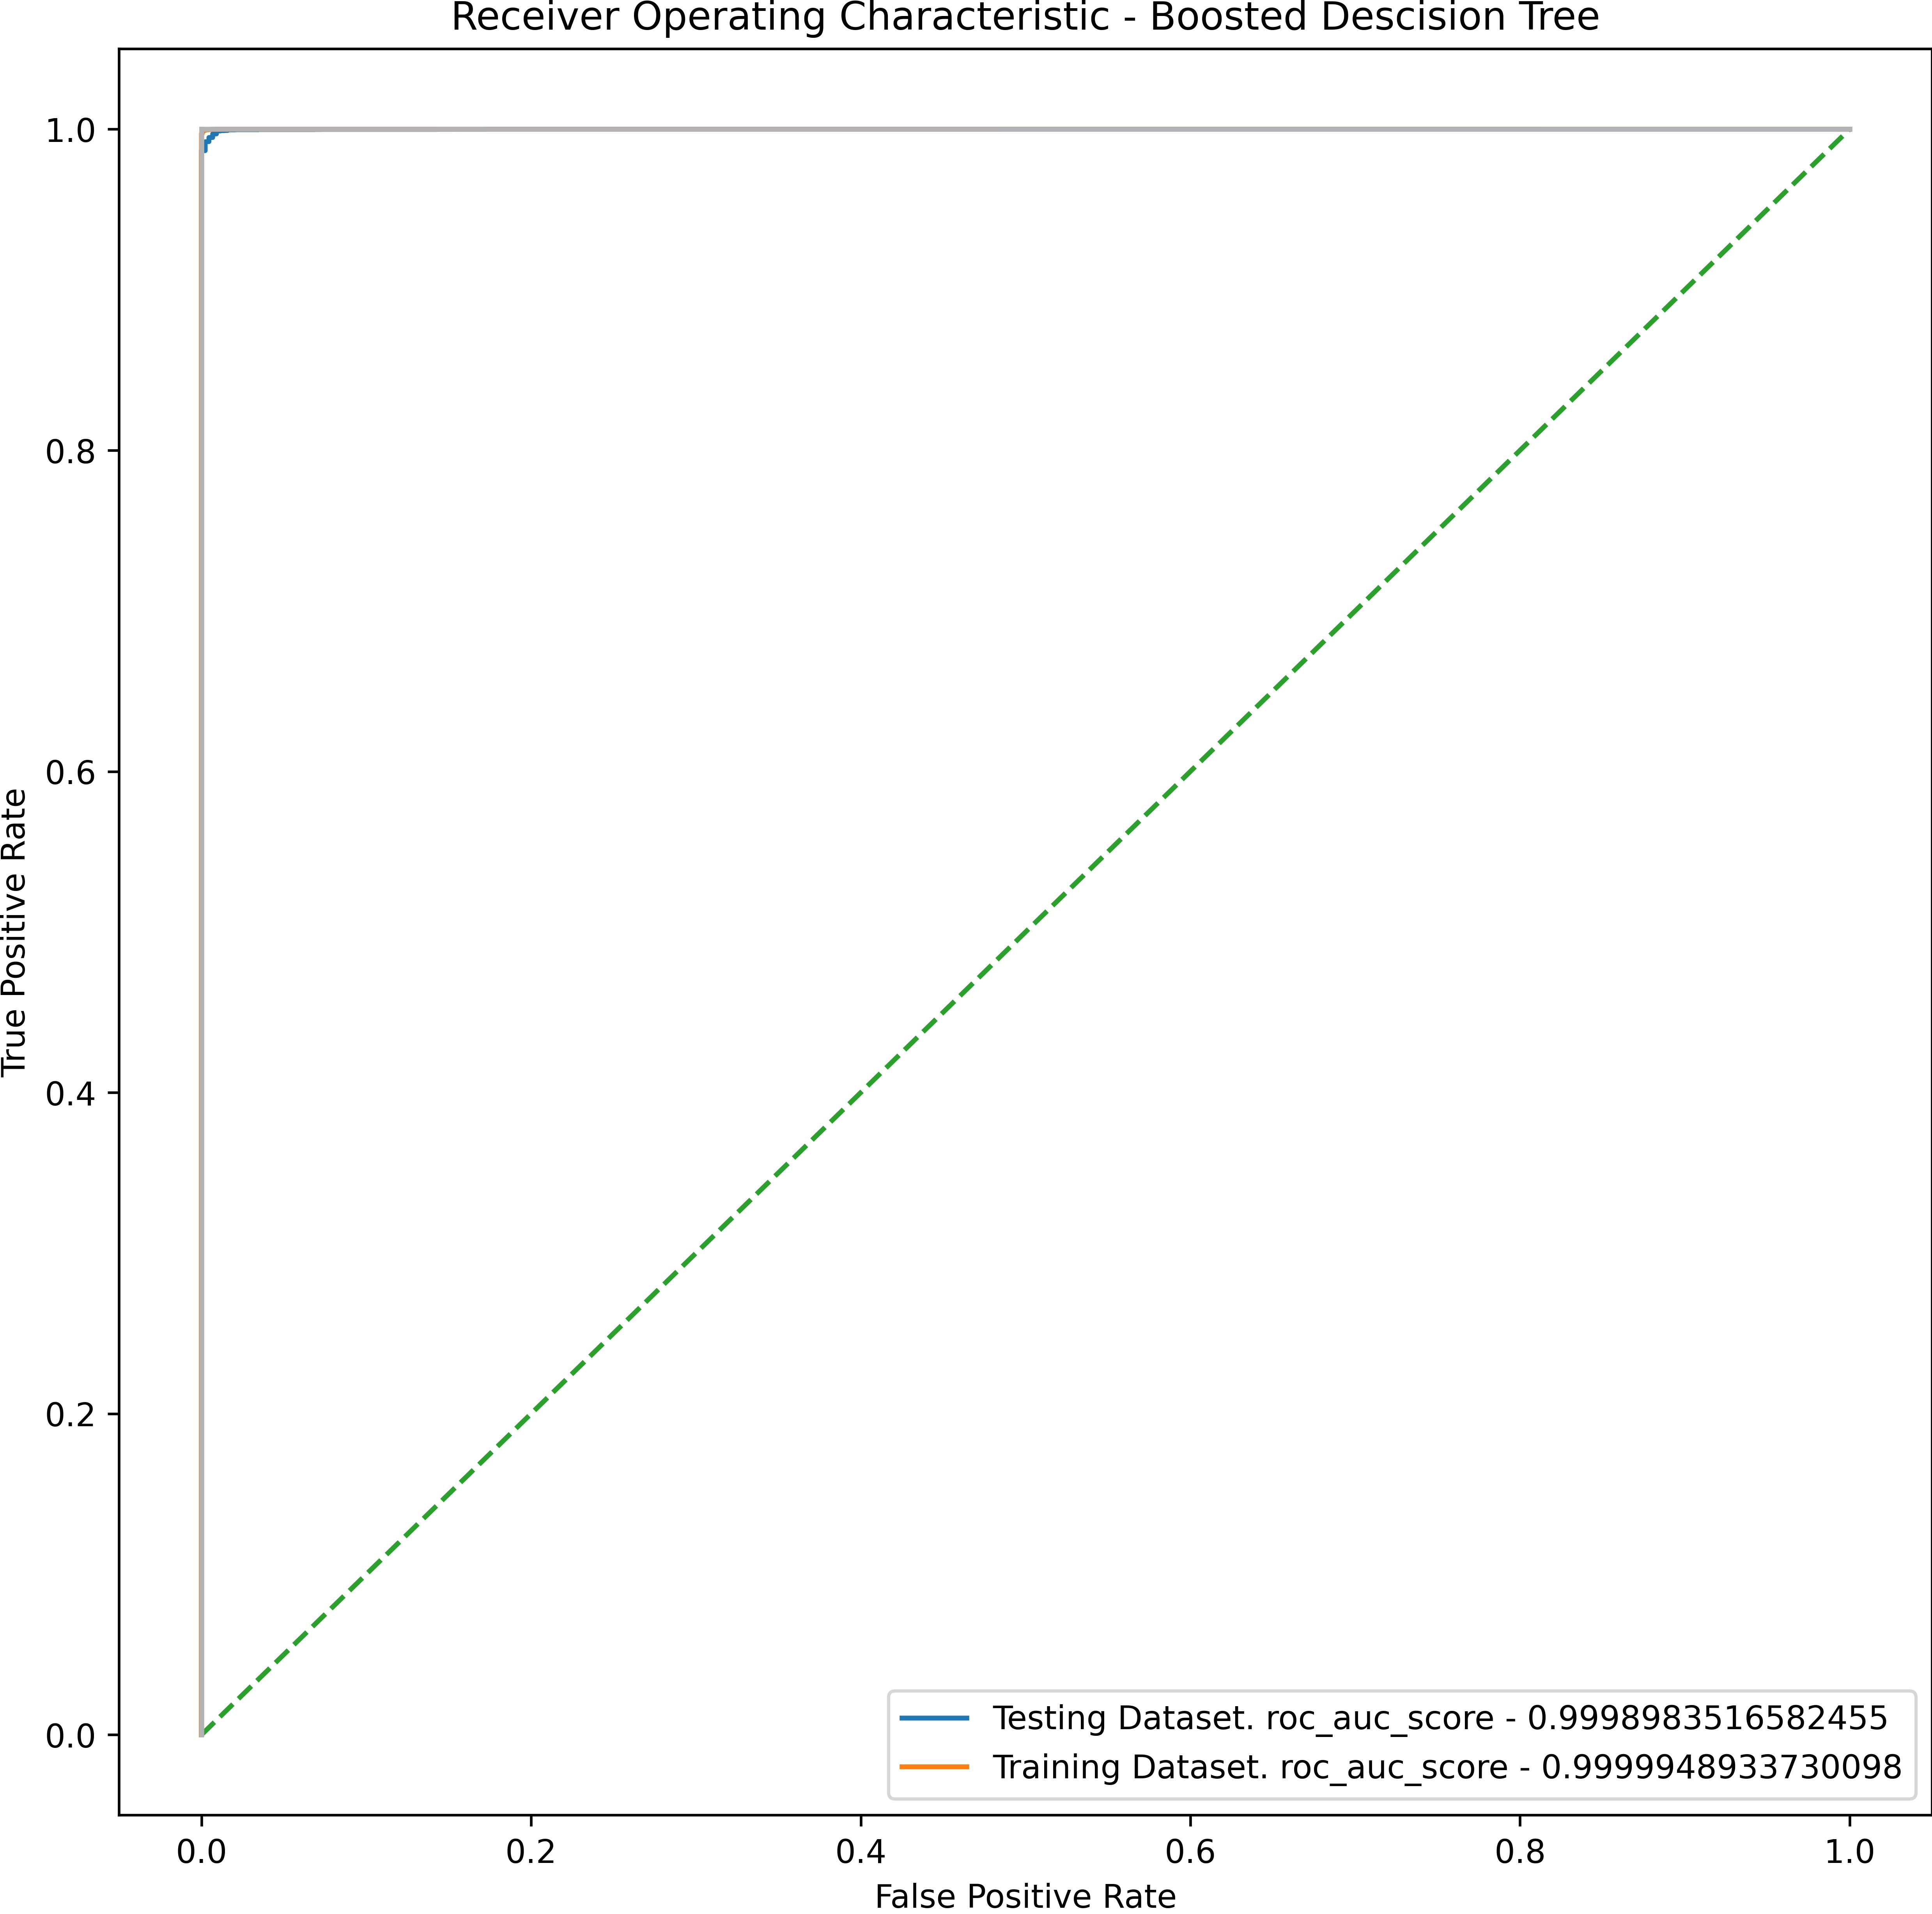 Receiver Operating Characteristic - Boosted Descision Tree
1.0
0.8
0.6
0.4
0.2
0.0
True Positive Rate
Testing Dataset. roc_auc_score - 0.9998983516582455
Training Dataset. roc_auc_score - 0.9999948933730098
0.0 0.2 0.4 0.6 0.8 1.0
False Positive Rate